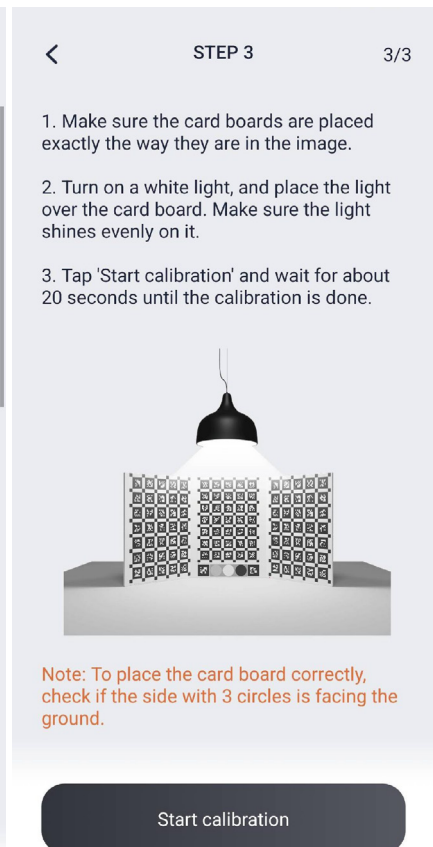 STEP 3
3/3
1. Make sure the card boards are placed
exactly the way they are in the image.
2. Turn on a white light, and place the light
over the card board. Make sure the light
shines evenly on it.
3. Tap 'Start calibration' and wait for about
20 seconds until the calibration is done.
Note: To place the card board correctly,
check if the side with 3 circles is facing the
ground.
Start calibration